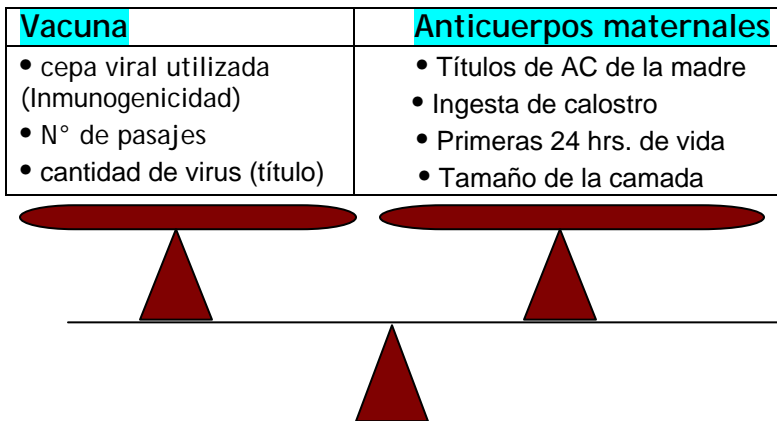 Vacuna
• cepa viral utilizada
(Inmunogenicidad)
• N° de pasajes
• cantidad de virus (título)
Anticuerpos maternales
• Títulos de AC de la madre
• Ingesta de calostro
• Primeras 24 hrs. de vida
• Tamaño de la camada